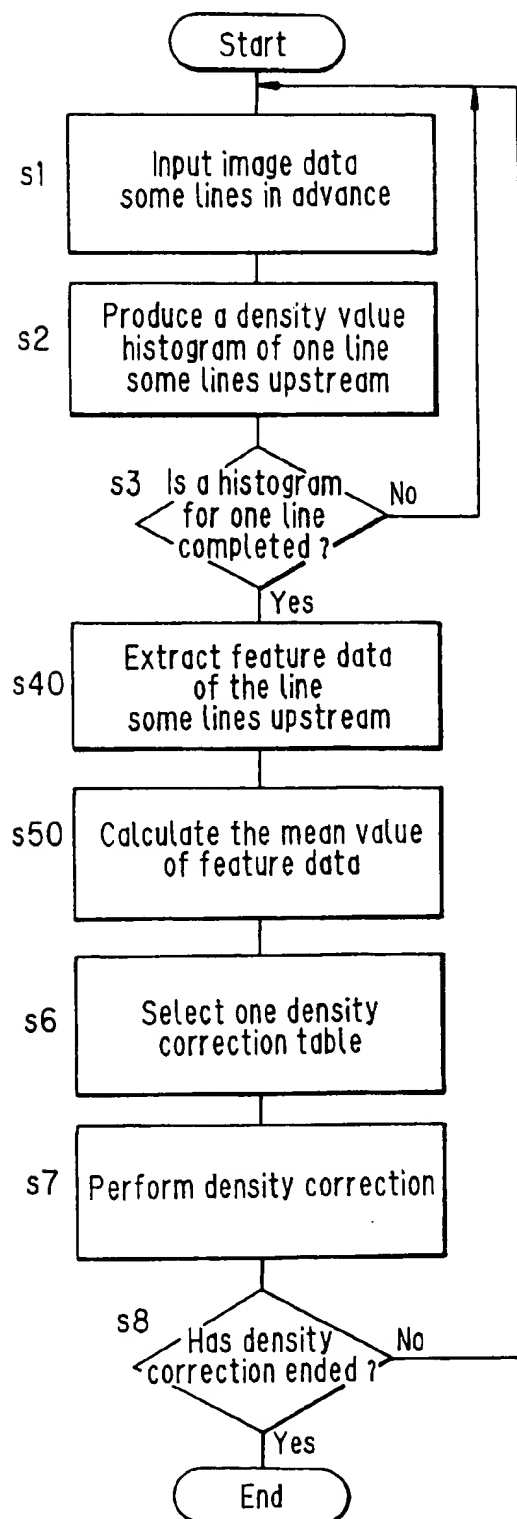 Start
s1
Input image data
some lines in advance
s2
Produce a density value
histogram of one line
some lines upstream
s3
Is a histogram
for one line
completed ?
No
Yes
s40
Extract feature data
of the line
some lines upstream
s50
Calculate the mean value
of feature data
s6
Select one density
correction table
s7
Perform density correction
s8
Has density
correction ended ?
No
Yes
End